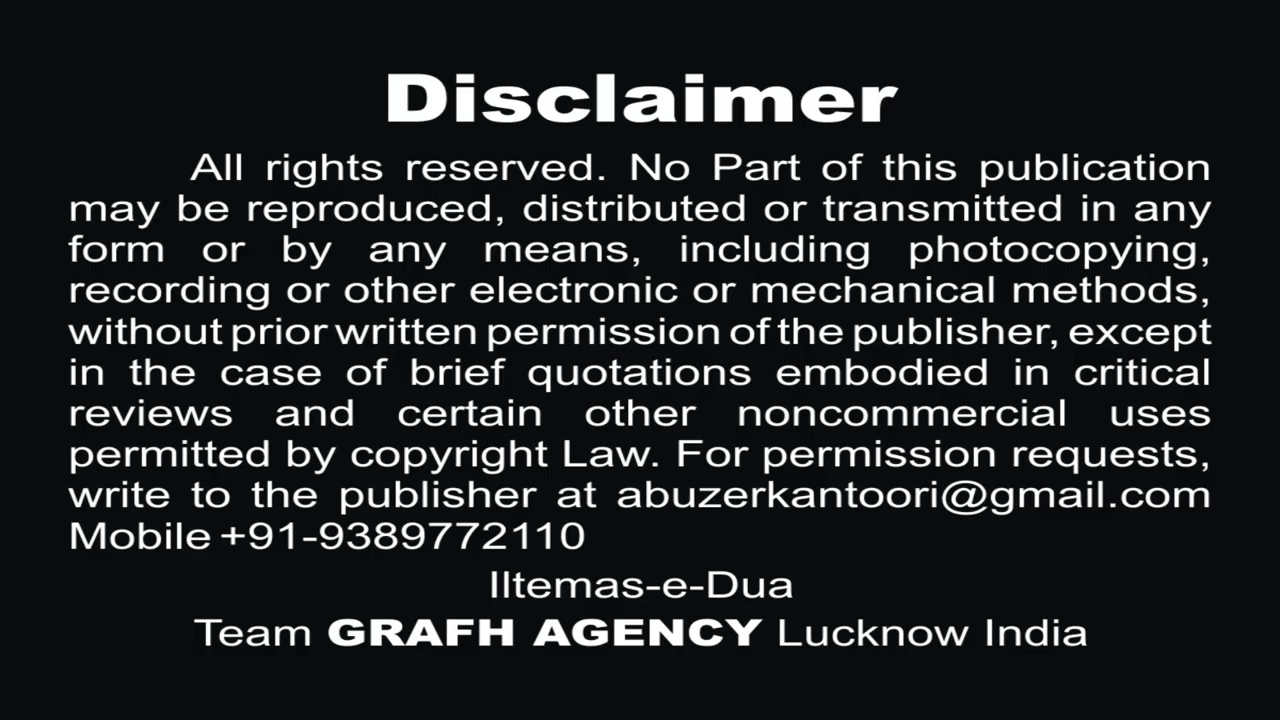 Disclaimer
All rights reserved. No Part of this publication
may be reproduced, distributed or transmitted in any
form or by any means, including photocopying,
recording or other electronic or mechanical methods,
without prior written permission of the publisher, except
in the case of brief quotations embodied in critical
reviews and certain other noncommercial uses
permitted by copyright Law. For permission requests,
write to the publisher at abuzerkantoori@gmail.com
Mobile +91-9389772110
IItemas-e-Dua
Team GRAFH AGENCY Lucknow India